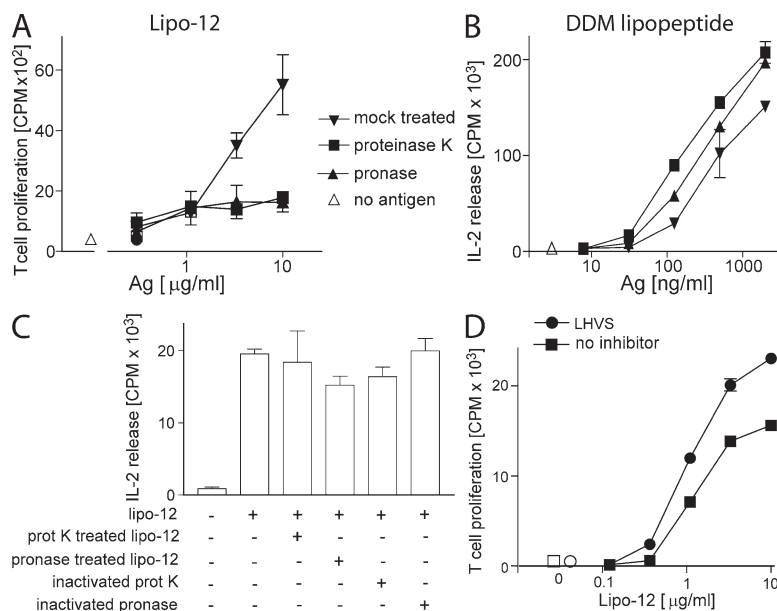 A
Lipo-12
T cell proliferation [CPM x10²]
60
40
20
0
1
10
Ag [ μg/ml]
mock treated
proteinase K
pronase
no antigen
B
DDM lipopeptide
IL-2 release [CPM x 10³]
200
100
0
10
100
1000
Ag [ng/ml]
C
IL-2 release [CPM x 10³]
20
10
0
lipo-12 - + + + + +
prot K treated lipo-12 - - + - - -
pronase treated lipo-12 - - - + - -
inactivated prot K - - - - + -
inactivated pronase - - - - - +
D
LHVS
no inhibitor
T cell proliferation [CPM x 10³]
20
10
0
0
0.1
1
10
Lipo-12 [μg/ml]